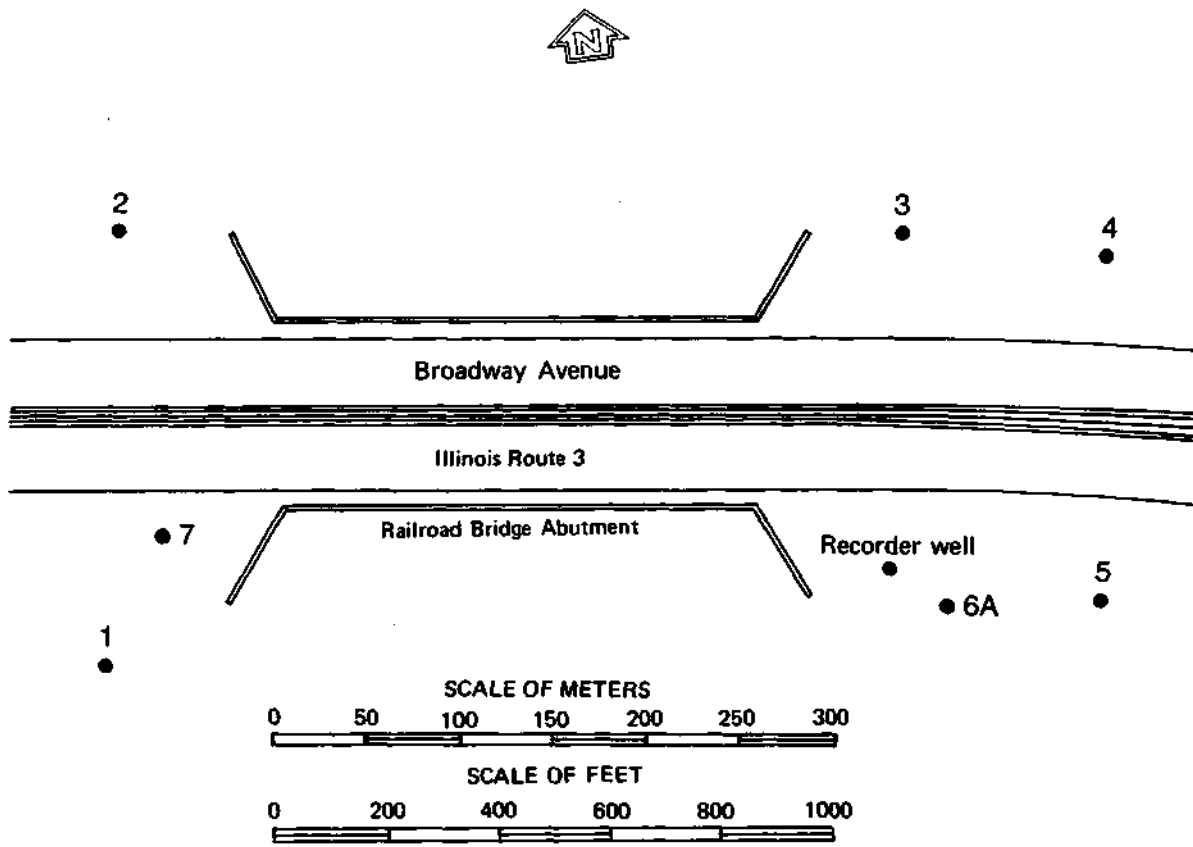 N
2
3
4
Broadway Avenue
Illinois Route 3
7
Railroad Bridge Abutment
Recorder well
5
6A
1
SCALE OF METERS
0 50 100 150 200 250 300
SCALE OF FEET
0 200 400 600 800 1000